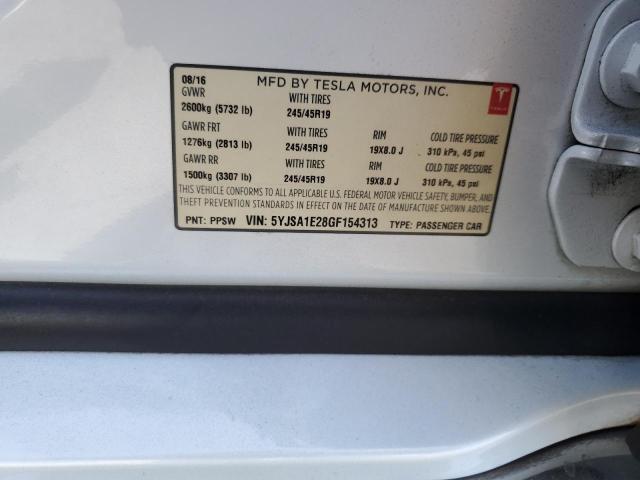 08/16 MFD BY TESLA MOTORS, INC.
GVWR WITH TIRES
2600kg (5732 lb) 245/45R19
GAWR FRT WITH TIRES RIM COLD TIRE PRESSURE
1276kg (2813 lb) 245/45R19 19X8.0 J 310 kPa, 45 psi
GAWR RR WITH TIRES RIM COLD TIRE PRESSURE
1500kg (3307 lb) 245/45R19 19X8.0 J 310 kPa, 45 psi
THIS VEHICLE CONFORMS TO ALL APPLICABLE U.S. FEDERAL MOTOR VEHICLE SAFETY, BUMPER, AND
THEFT PREVENTION STANDARDS IN EFFECT ON THE DATE OF MANUFACTURE SHOWN ABOVE.
PNT: PPSW VIN: 5YJSA1E28GF154313 TYPE: PASSENGER CAR